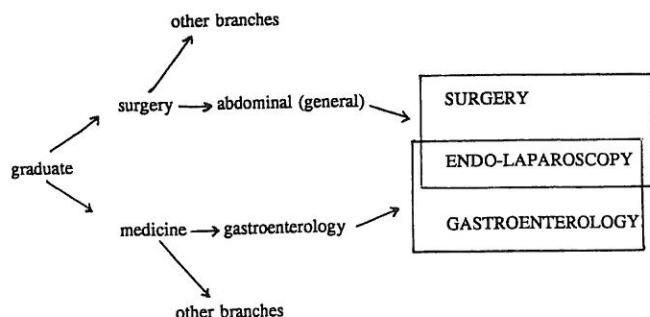 other branches
surgery abdominal (general)
SURGERY
ENDO-LAPAROSCOPY
graduate
medicine gastroenterology
GASTROENTEROLOGY
other branches